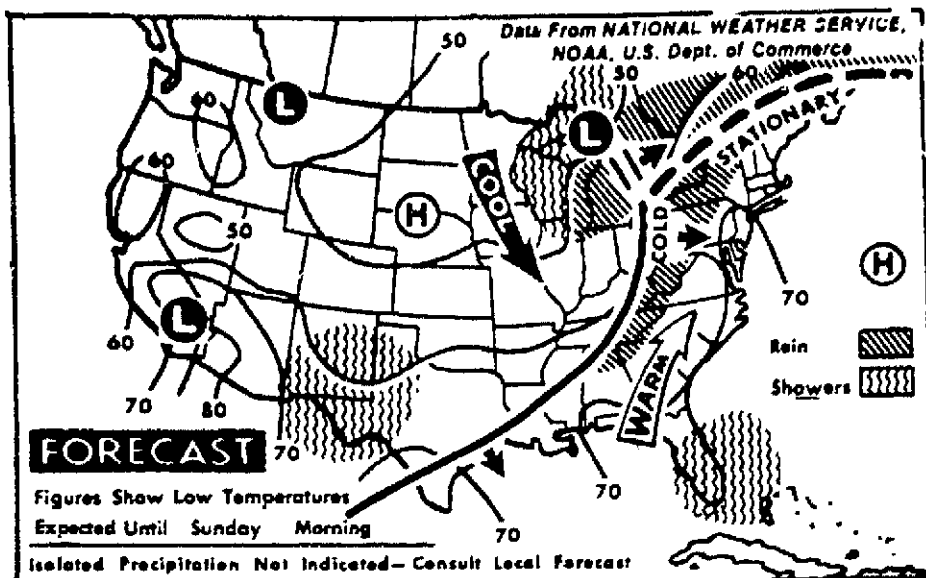 Data From NATIONAL WEATHER SERVICE,
NOAA, U.S. Dept. of Commerce
50
50
60
60
60
50
L
L
H
COOL
STATIONARY
COLD
H
70
L
60
70
80
70
WARM
70
70
Rain
Showers
FORECAST
Figures Show Low Temperatures
Expected Until Sunday Morning
Isolated Precipitation Not Indicated— Consult Local Forecast